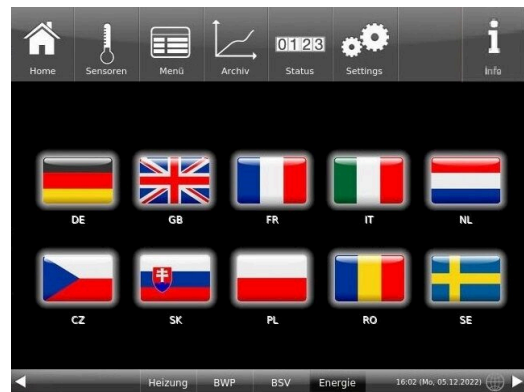 Home Sensoren Menü Archiv 0123 Status Settings i Info
DE GB FR IT NL
CZ SK PL RO SE
Heizung BWP BSV Energie 16:02 (Mo, 05.12.2022)